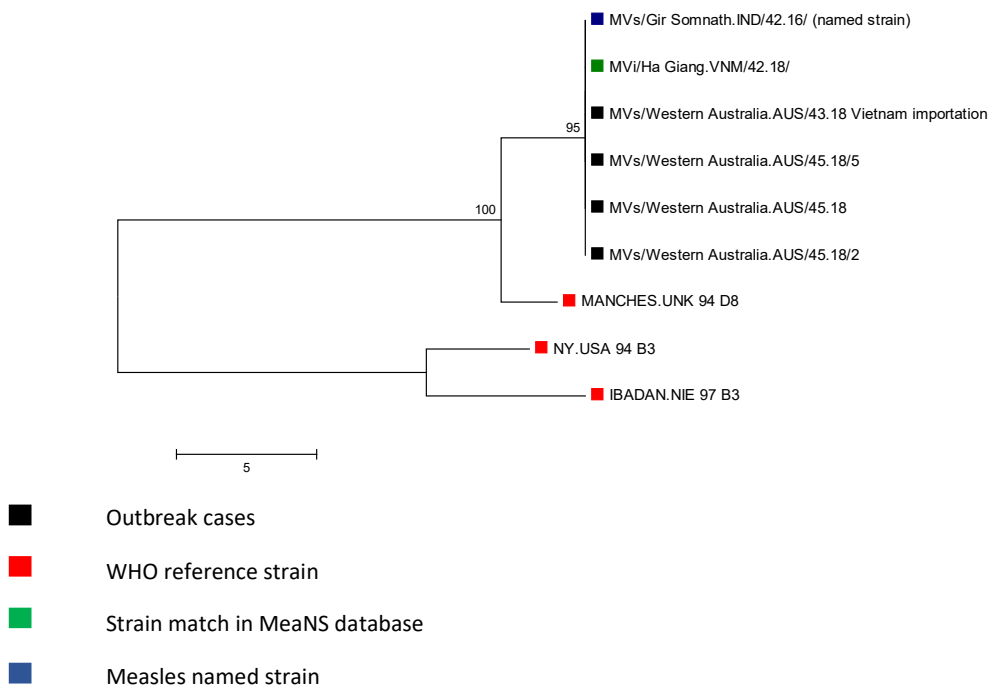 MVs/Gir Somnath.IND/42.16/ (named strain)
MVi/Ha Giang.VNM/42.18/
MVs/Western Australia.AUS/43.18 Vietnam importation
95
MVs/Western Australia.AUS/45.18/5
MVs/Western Australia.AUS/45.18
100
MVs/Western Australia.AUS/45.18/2
MANCHES.UNK 94 D8
NY.USA 94 B3
IBADAN.NIE 97 B3
5
Outbreak cases
WHO reference strain
Strain match in MeaNS database
Measles named strain